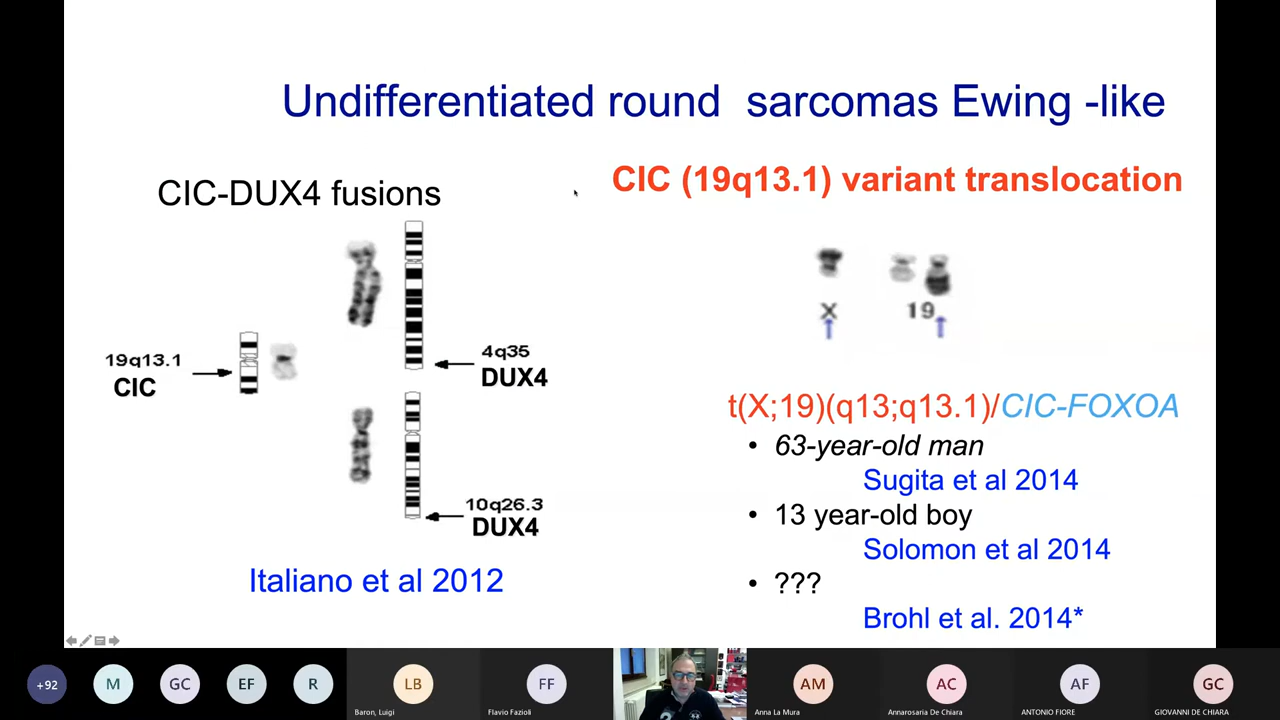 Undifferentiated round sarcomas Ewing -like
CIC-DUX4 fusions
19q13.1
CIC
4q35
DUX4
10q26.3
DUX4
Italiano et al 2012
CIC (19q13.1) variant translocation
X
19
t(X;19)(q13;q13.1)/CIC-FOXOA
• 63-year-old man
Sugita et al 2014
• 13 year-old boy
Solomon et al 2014
• ???
Brohl et al. 2014*
+92
M
GC
EF
R
LB
Baron, Luigi
FF
Flavio Fazioli
AM
Anna La Mura
AC
Annarosaria De Chiara
AF
ANTONIO FIORE
GC
GIOVANNI DE CHIARA